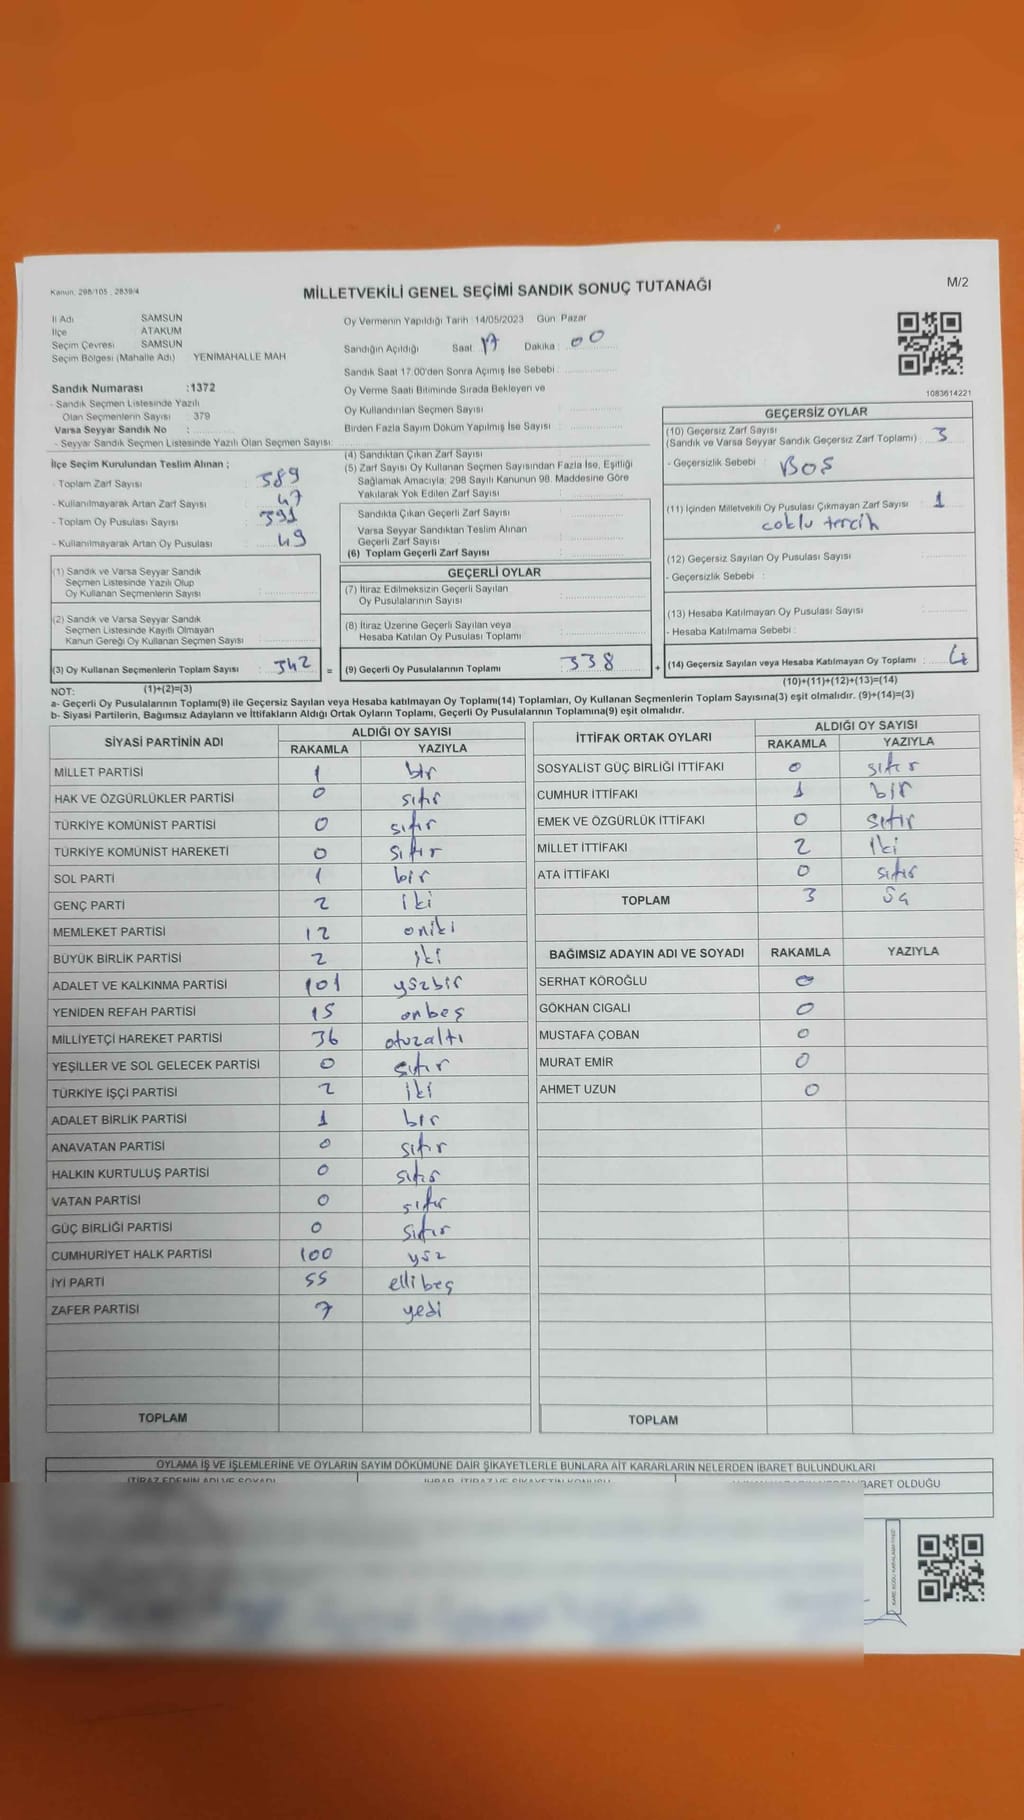 Kanun: 298/105 , 2839/4
MİLLETVEKİLİ GENEL SEÇİMİ SANDIK SONUÇ TUTANAĞI
M/2
İl Adı SAMSUN
İlçe ATAKUM
Seçim Çevresi SAMSUN
Seçim Bölgesi (Mahalle Adı) YENİMAHALLE MAH
Sandık Numarası :1372
- Sandık Seçmen Listesinde Yazılı
Olan Seçmenlerin Sayısı : 379
Varsa Seyyar Sandık No :
- Seyyar Sandık Seçmen Listesinde Yazılı Olan Seçmen Sayısı:
Oy Vermenin Yapıldığı Tarih 14/05/2023 Gün: Pazar
Sandığın Açıldığı Saat 17 Dakika : 00
Sandık Saat 17.00'den Sonra Açımış İse Sebebi :
Oy Verme Saati Bitiminde Sırada Bekleyen ve
Oy Kullandırılan Seçmen Sayısı
Birden Fazla Sayım Döküm Yapılmış İse Sayısı :
1083614221
İlçe Seçim Kurulundan Teslim Alınan ;
- Toplam Zarf Sayısı : 389
- Kullanılmayarak Artan Zarf Sayısı : 47
- Toplam Oy Pusulası Sayısı : 391
- Kullanılmayarak Artan Oy Pusulası : 49
(4) Sandıktan Çıkan Zarf Sayısı :
(5) Zarf Sayısı Oy Kullanan Seçmen Sayısından Fazla İse, Eşitliği
Sağlamak Amacıyla; 298 Sayılı Kanunun 98. Maddesine Göre
Yakılarak Yok Edilen Zarf Sayısı :
Sandıkta Çıkan Geçerli Zarf Sayısı :
Varsa Seyyar Sandıktan Teslim Alınan
Geçerli Zarf Sayısı :
(6) Toplam Geçerli Zarf Sayısı :
GEÇERSİZ OYLAR
(10) Geçersiz Zarf Sayısı
(Sandık ve Varsa Seyyar Sandık Geçersiz Zarf Toplamı) : 3
- Geçersizlik Sebebi : BOŞ
(11) İçinden Milletvekili Oy Pusulası Çıkmayan Zarf Sayısı : 1
coklu tercih
(12) Geçersiz Sayılan Oy Pusulası Sayısı :
- Geçersizlik Sebebi :
(13) Hesaba Katılmayan Oy Pusulası Sayısı :
- Hesaba Katılmama Sebebi :
(1) Sandık ve Varsa Seyyar Sandık
Seçmen Listesinde Yazılı Olup
Oy Kullanan Seçmenlerin Sayısı :
(2) Sandık ve Varsa Seyyar Sandık
Seçmen Listesinde Kayıtlı Olmayan
Kanun Gereği Oy Kullanan Seçmen Sayısı :
GEÇERLİ OYLAR
(7) İtiraz Edilmeksizin Geçerli Sayılan
Oy Pusulalarının Sayısı :
(8) İtiraz Üzerine Geçerli Sayılan veya
Hesaba Katılan Oy Pusulası Toplamı :
(3) Oy Kullanan Seçmenlerin Toplam Sayısı : 342 = (9) Geçerli Oy Pusulalarının Toplamı : 338 + (14) Geçersiz Sayılan veya Hesaba Katılmayan Oy Toplamı : 4
NOT: (1)+(2)=(3) (10)+(11)+(12)+(13)=(14)
a- Geçerli Oy Pusulalarının Toplamı(9) ile Geçersiz Sayılan veya Hesaba katılmayan Oy Toplamı(14) Toplamları, Oy Kullanan Seçmenlerin Toplam Sayısına(3) eşit olmalıdır. (9)+(14)=(3)
b- Siyasi Partilerin, Bağımsız Adayların ve İttifakların Aldığı Ortak Oyların Toplamı, Geçerli Oy Pusulalarının Toplamına(9) eşit olmalıdır.
SİYASİ PARTİNİN ADI ALDIĞI OY SAYISI
RAKAMLA YAZIYLA
MİLLET PARTİSİ 1 bir
HAK VE ÖZGÜRLÜKLER PARTİSİ 0 sıfır
TÜRKİYE KOMÜNİST PARTİSİ 0 sıfır
TÜRKİYE KOMÜNİST HAREKETİ 0 sıfır
SOL PARTİ 1 bir
GENÇ PARTİ 2 iki
MEMLEKET PARTİSİ 12 oniki
BÜYÜK BİRLİK PARTİSİ 2 iki
ADALET VE KALKINMA PARTİSİ 101 yüzbir
YENİDEN REFAH PARTİSİ 15 onbeş
MİLLİYETÇİ HAREKET PARTİSİ 36 otuzaltı
YEŞİLLER VE SOL GELECEK PARTİSİ 0 sıfır
TÜRKİYE İŞÇİ PARTİSİ 2 iki
ADALET BİRLİK PARTİSİ 1 bir
ANAVATAN PARTİSİ 0 sıfır
HALKIN KURTULUŞ PARTİSİ 0 sıfır
VATAN PARTİSİ 0 sıfır
GÜÇ BİRLİĞİ PARTİSİ 0 sıfır
CUMHURİYET HALK PARTİSİ 100 yüz
İYİ PARTİ 55 ellibeş
ZAFER PARTİSİ 7 yedi
TOPLAM
İTTİFAK ORTAK OYLARI ALDIĞI OY SAYISI
RAKAMLA YAZIYLA
SOSYALİST GÜÇ BİRLİĞİ İTTİFAKI 0 sıfır
CUMHUR İTTİFAKI 1 bir
EMEK VE ÖZGÜRLÜK İTTİFAKI 0 sıfır
MİLLET İTTİFAKI 2 iki
ATA İTTİFAKI 0 sıfır
TOPLAM 3
BAĞIMSIZ ADAYIN ADI VE SOYADI RAKAMLA YAZIYLA
SERHAT KÖROĞLU 0
GÖKHAN CIGALI 0
MUSTAFA ÇOBAN 0
MURAT EMİR 0
AHMET UZUN 0
TOPLAM
OYLAMA İŞ VE İŞLEMLERİNE VE OYLARIN SAYIM DÖKÜMÜNE DAİR ŞİKAYETLERLE BUNLARA AİT KARARLARIN NELERDEN İBARET BULUNDUKLARI
İTİRAZ EDENİN ADI VE SOYADI İHBAR, İTİRAZ VE ŞİKAYETİN KONUSU BARET OLDUĞU